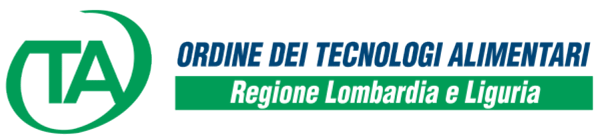 TA
ORDINE DEI TECNOLOGI ALIMENTARI
Regione Lombardia e Liguria